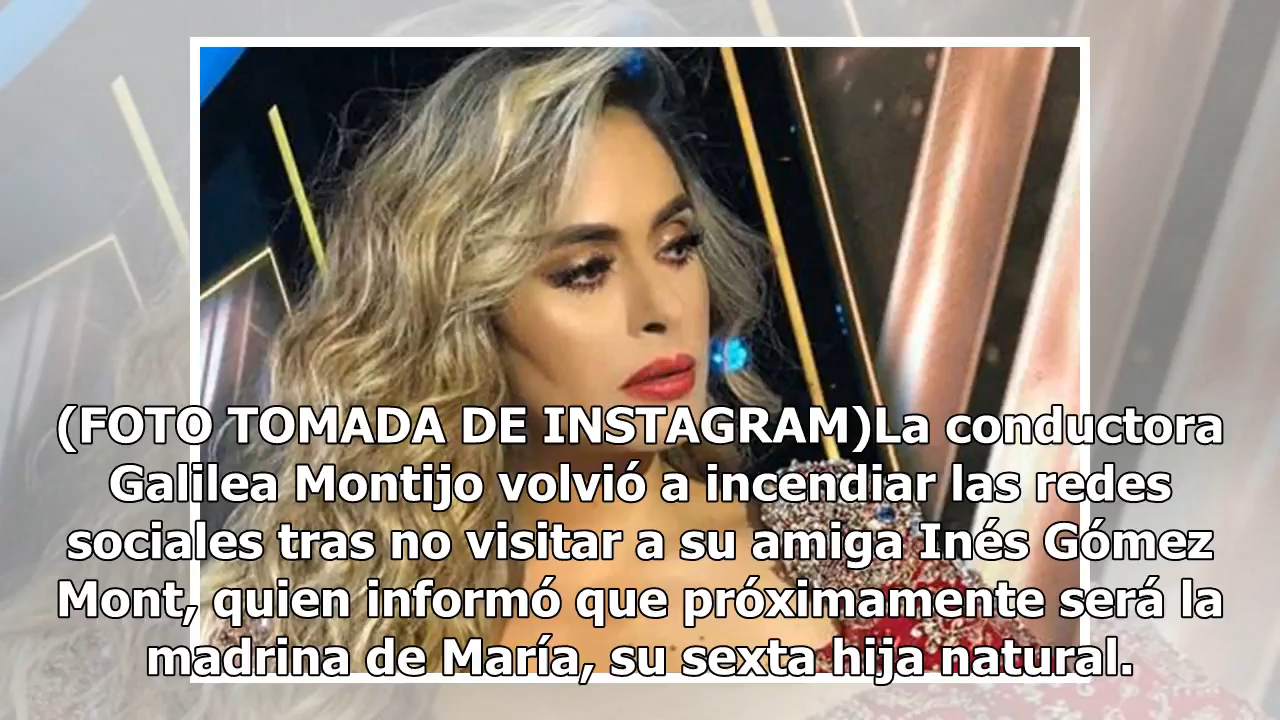 (FOTO TOMADA DE INSTAGRAM)La conductora
Galilea Montijo volvió a incendiar las redes
sociales tras no visitar a su amiga Inés Gómez
Mont, quien informó que próximamente será la
madrina de María, su sexta hija natural.